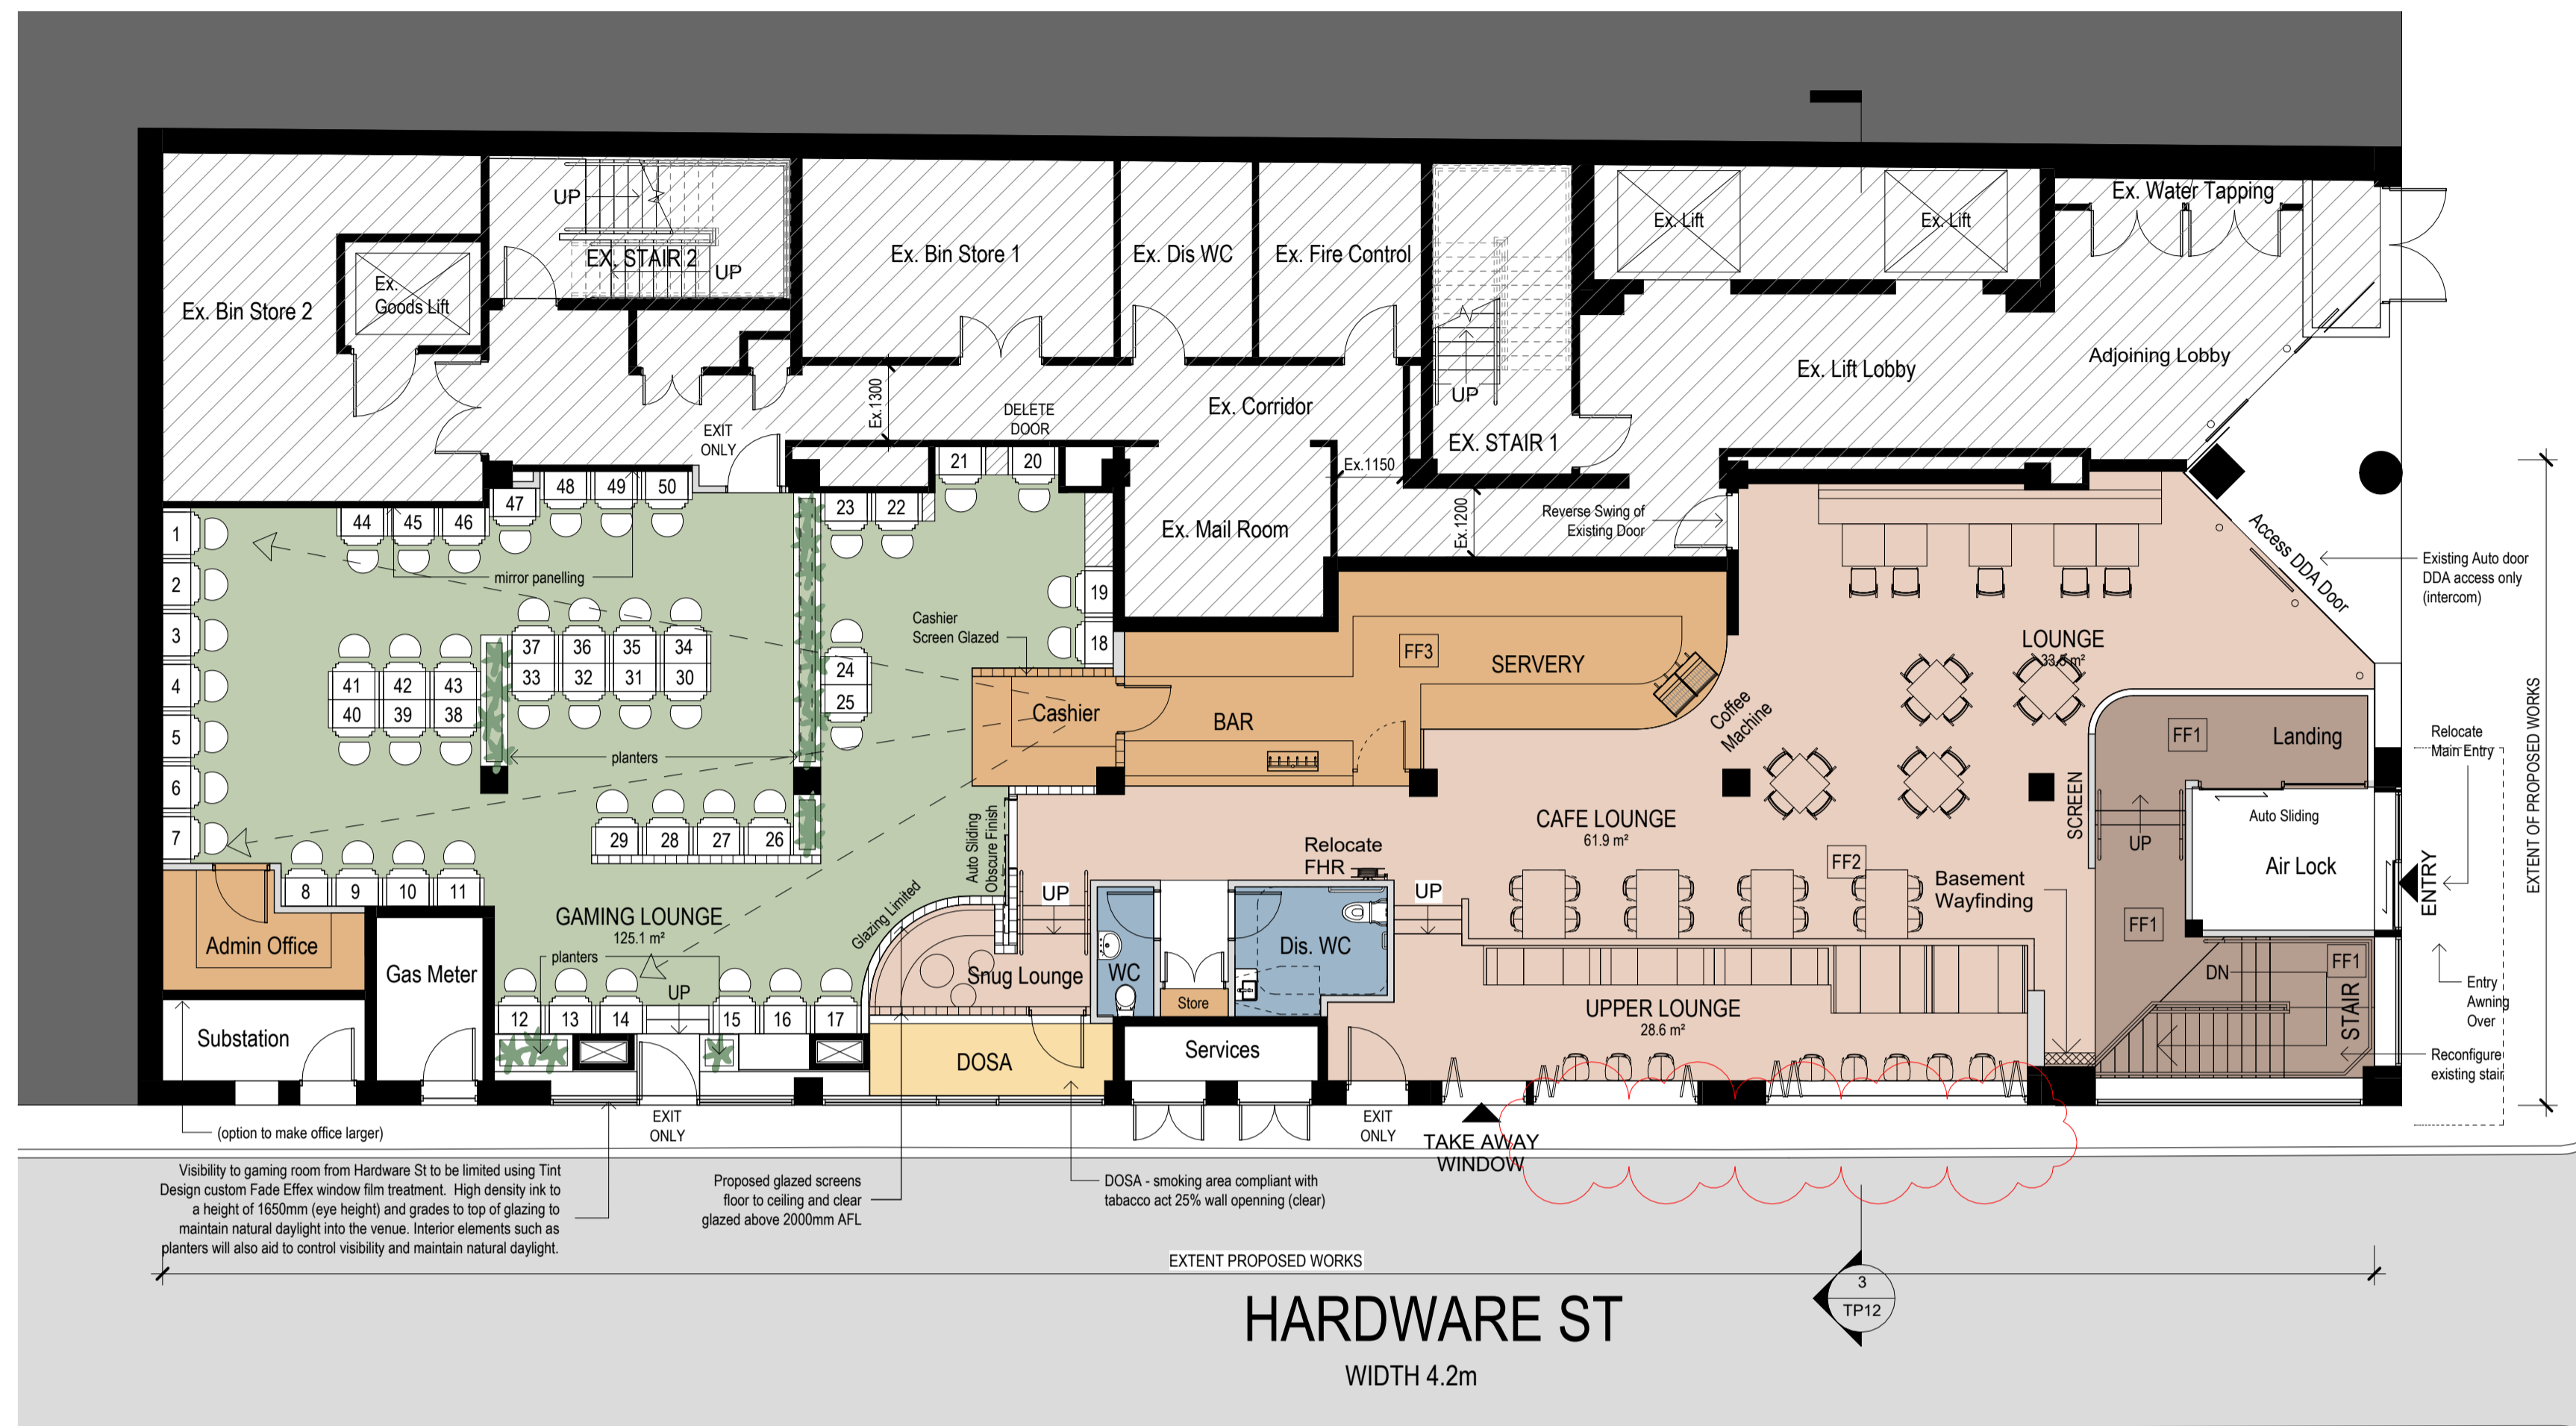 Ex. Water Tapping
UP
EX. STAIR 2
UP
Ex. Bin Store 1
Ex. Dis WC
Ex. Fire Control
Ex. Lift
Ex. Lift
Ex.
Goods Lift
Ex. Bin Store 2
Ex. Lift Lobby
Adjoining Lobby
UP
Ex.1300
DELETE
DOOR
Ex. Corridor
EXIT
ONLY
EX. STAIR 1
Ex.1150
Ex.1200
Reverse Swing of
Existing Door
Ex. Mail Room
21
20
48
49
50
47
44
45
46
23
22
1
2
3
4
5
6
7
mirror panelling
19
18
Cashier
Screen Glazed
37
36
35
34
33
32
31
30
41
42
43
40
39
38
24
25
planters
29
28
27
26
8
9
10
11
GAMING LOUNGE
125.1 m²
planters
12
13
14
UP
15
16
17
Admin Office
Gas Meter
Substation
Cashier
BAR
FF3
SERVERY
Coffee
Machine
Auto Sliding
Obscure Finish
Glazing Limited
Snug Lounge
UP
WC
Store
Dis. WC
Relocate
FHR
UP
DOSA
Services
CAFE LOUNGE
61.9 m²
FF2
Basement
Wayfinding
UPPER LOUNGE
28.6 m²
LOUNGE
33.5 m²
Access DDA Door
Existing Auto door
DDA access only
(intercom)
SCREEN
FF1
Landing
UP
Auto Sliding
Air Lock
FF1
DN
FF1
STAIR
ENTRY
Relocate
Main Entry
Entry
Awning
Over
Reconfigure
existing stair
EXTENT OF PROPOSED WORKS
EXIT
ONLY
EXIT
ONLY
TAKE AWAY
WINDOW
(option to make office larger)
Visibility to gaming room from Hardware St to be limited using Tint
Design custom Fade Effex window film treatment. High density ink to
a height of 1650mm (eye height) and grades to top of glazing to
maintain natural daylight into the venue. Interior elements such as
planters will also aid to control visibility and maintain natural daylight.
Proposed glazed screens
floor to ceiling and clear
glazed above 2000mm AFL
DOSA - smoking area compliant with
tabacco act 25% wall openning (clear)
EXTENT PROPOSED WORKS
3
TP12
HARDWARE ST
WIDTH 4.2m